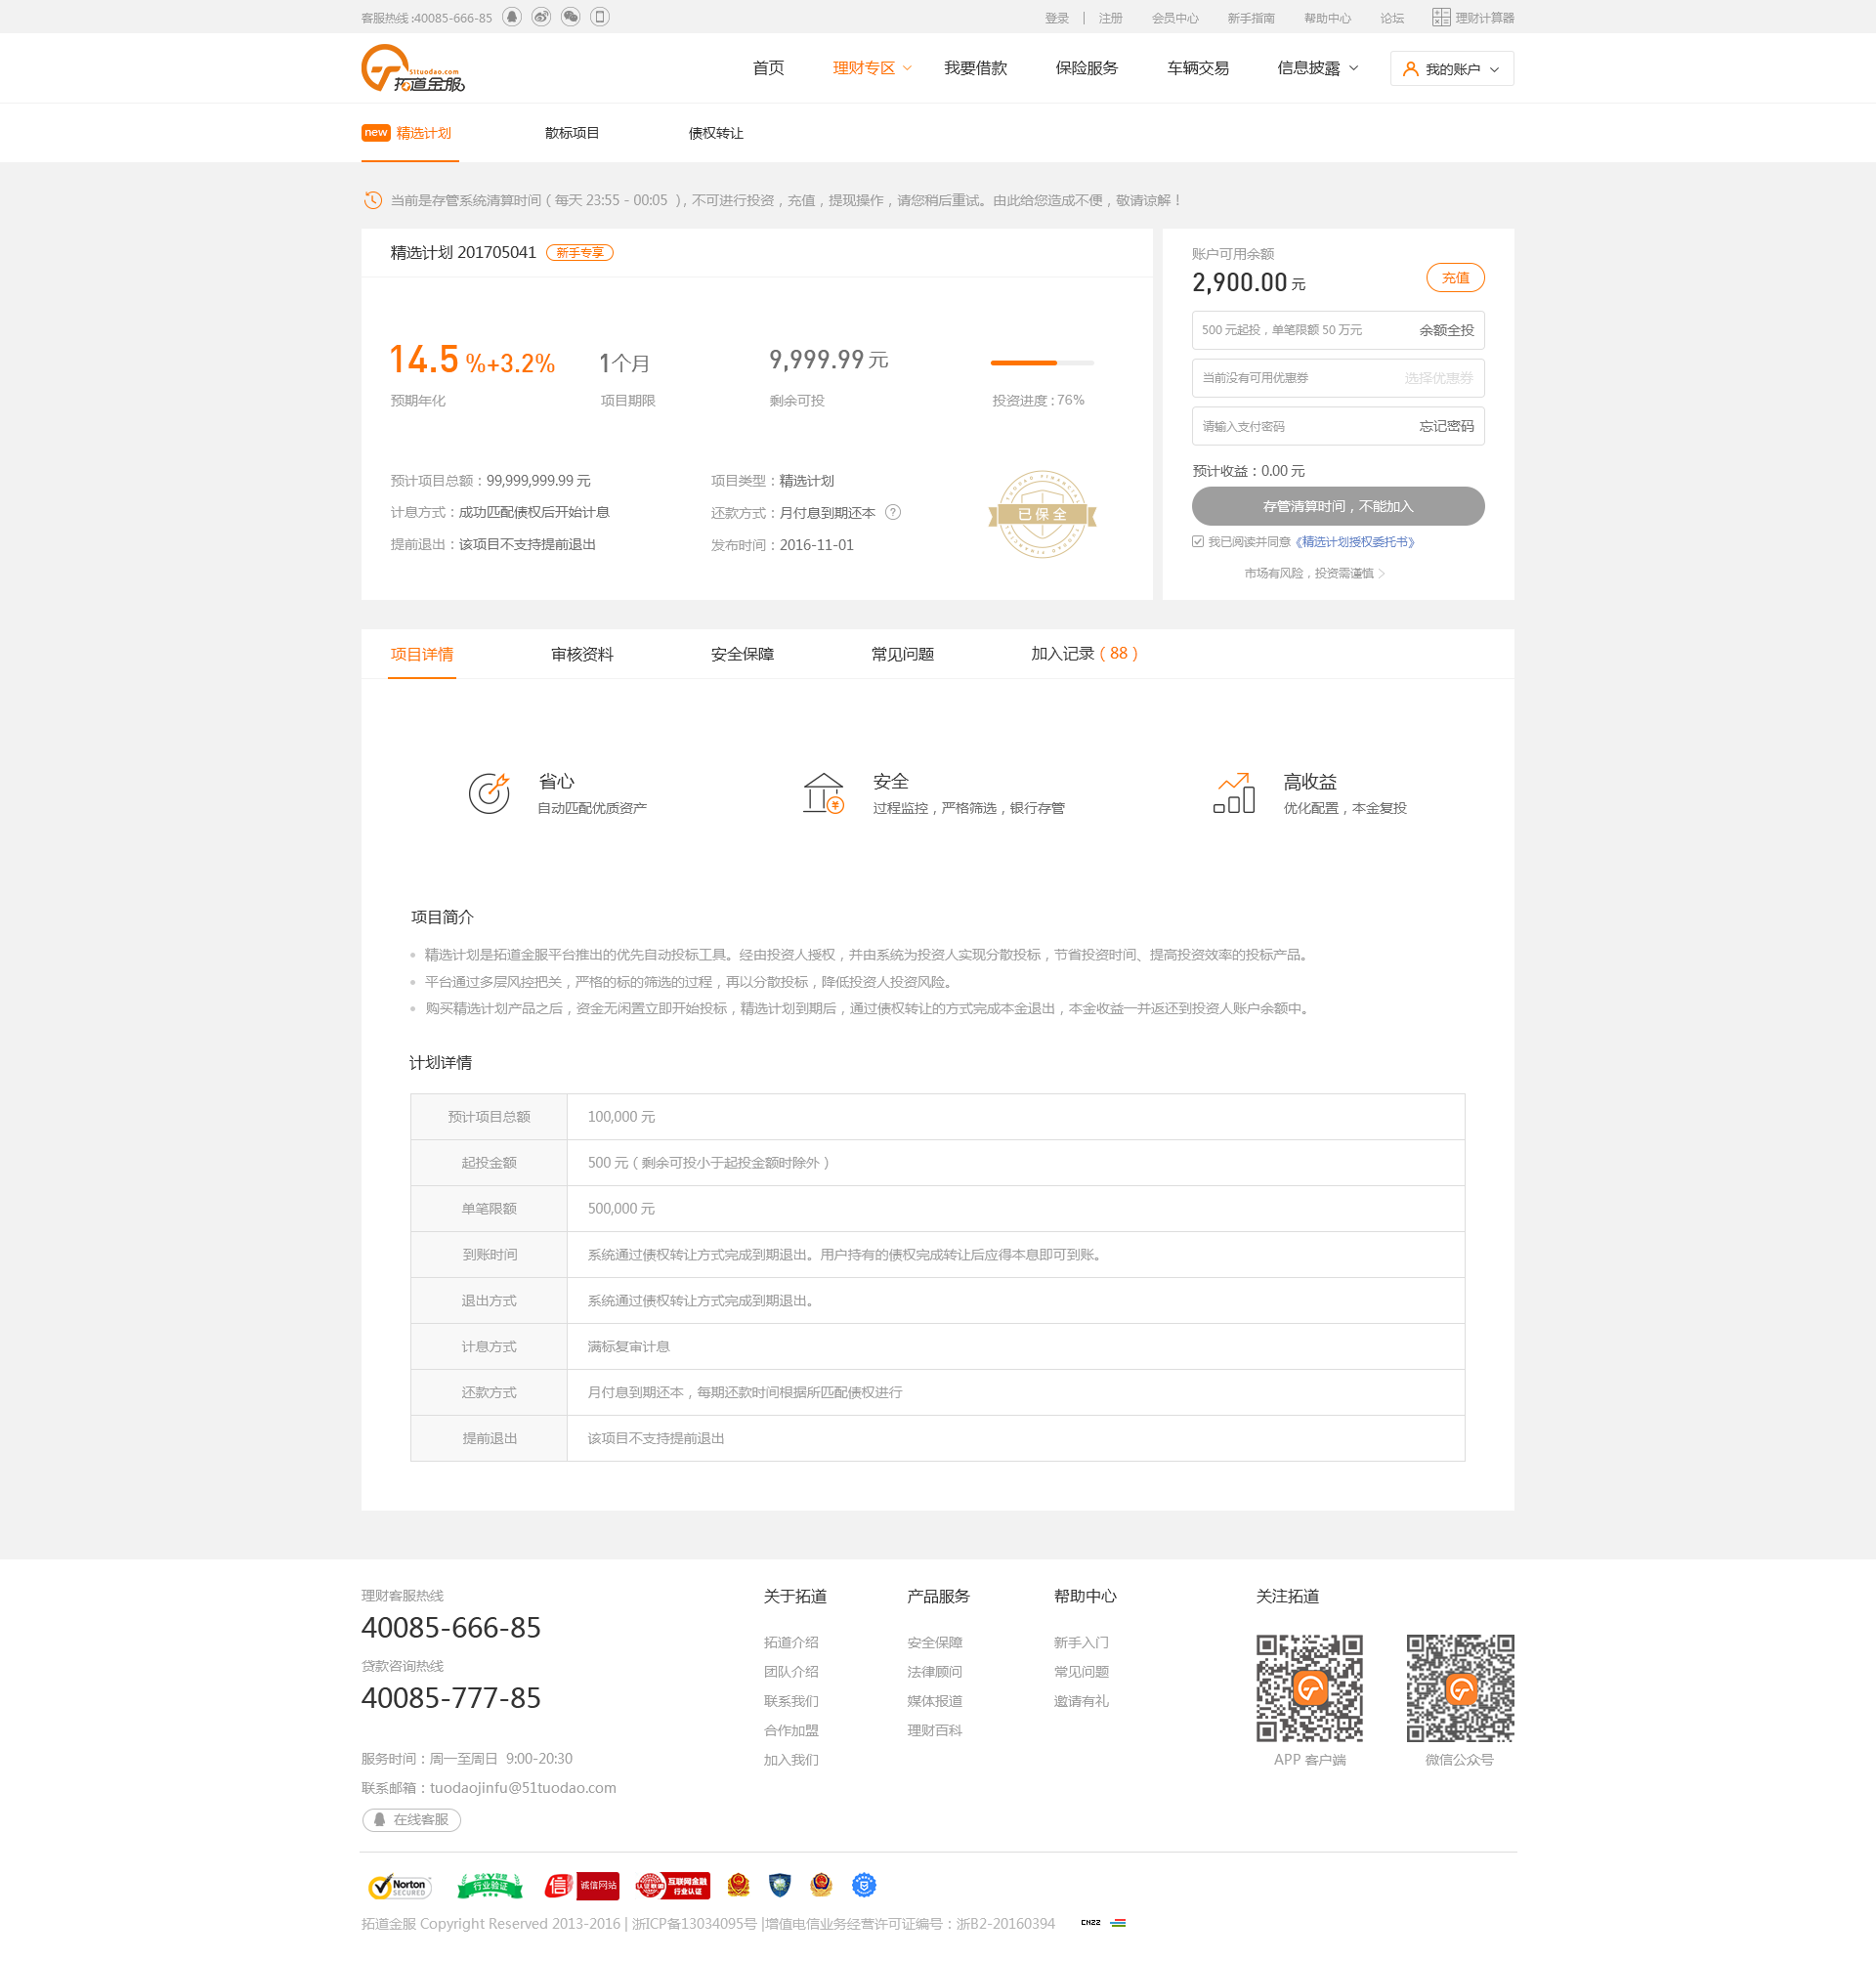 客服热线 :40085-666-85
登录 | 注册 会员中心 新手指南 帮助中心 论坛 理财计算器
51tuodao.com
拓道金服
首页 理财专区 我要借款 保险服务 车辆交易 信息披露 我的账户
new 精选计划 散标项目 债权转让
当前是存管系统清算时间（每天 23:55 - 00:05 ），不可进行投资，充值，提现操作，请您稍后重试。由此给您造成不便，敬请谅解！
精选计划 201705041 新手专享
14.5 %+3.2% 1个月 9,999.99 元
预期年化 项目期限 剩余可投 投资进度 : 76%
预计项目总额：99,999,999.99 元 项目类型：精选计划
计息方式：成功匹配债权后开始计息 还款方式：月付息到期还本 ?
提前退出：该项目不支持提前退出 发布时间：2016-11-01
TUODAO FINANCIAL
已保全
账户可用余额
2,900.00 元 充值
500 元起投，单笔限额 50 万元 余额全投
当前没有可用优惠券 选择优惠券
请输入支付密码 忘记密码
预计收益：0.00 元
存管清算时间，不能加入
我已阅读并同意《精选计划授权委托书》
市场有风险，投资需谨慎
项目详情 审核资料 安全保障 常见问题 加入记录（ 88 ）
省心
自动匹配优质资产
安全
过程监控，严格筛选，银行存管
高收益
优化配置，本金复投
项目简介
精选计划是拓道金服平台推出的优先自动投标工具。经由投资人授权，并由系统为投资人实现分散投标，节省投资时间、提高投资效率的投标产品。
平台通过多层风控把关，严格的标的筛选的过程，再以分散投标，降低投资人投资风险。
购买精选计划产品之后，资金无闲置立即开始投标，精选计划到期后，通过债权转让的方式完成本金退出，本金收益一并返还到投资人账户余额中。
计划详情
预计项目总额 100,000 元
起投金额 500 元（剩余可投小于起投金额时除外）
单笔限额 500,000 元
到账时间 系统通过债权转让方式完成到期退出。用户持有的债权完成转让后应得本息即可到账。
退出方式 系统通过债权转让方式完成到期退出。
计息方式 满标复审计息
还款方式 月付息到期还本，每期还款时间根据所匹配债权进行
提前退出 该项目不支持提前退出
理财客服热线
40085-666-85
贷款咨询热线
40085-777-85
服务时间：周一至周日 9:00-20:30
联系邮箱：tuodaojinfu@51tuodao.com
在线客服
关于拓道
拓道介绍
团队介绍
联系我们
合作加盟
加入我们
产品服务
安全保障
法律顾问
媒体报道
理财百科
帮助中心
新手入门
常见问题
邀请有礼
关注拓道
APP 客户端 微信公众号
Norton
SECURED
行业验证
信 诚信网站
互联网金融
行业认证
拓道金服 Copyright Reserved 2013-2016 | 浙ICP备13034095号 |增值电信业务经营许可证编号：浙B2-20160394
CNZZ